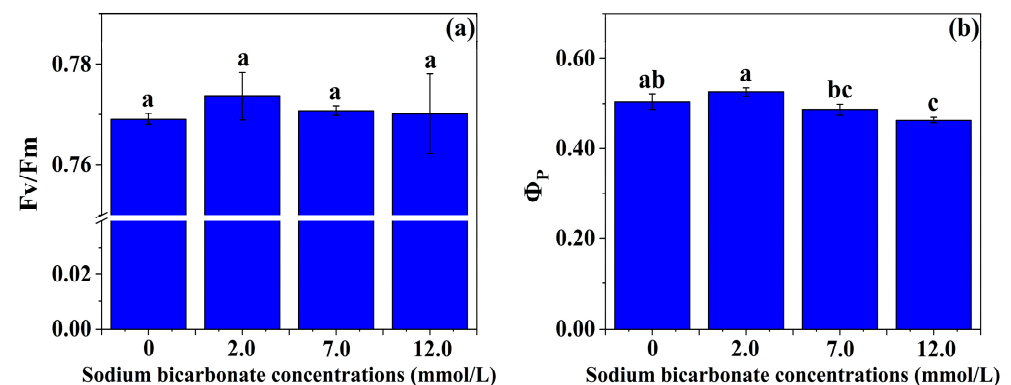 (a)
Fv/Fm
0.78
0.76
0.02
0.00
a
a
a
a
0
2.0
7.0
12.0
Sodium bicarbonate concentrations (mmol/L)
(b)
ΦP
0.60
0.40
0.20
0.00
ab
a
bc
c
0
2.0
7.0
12.0
Sodium bicarbonate concentrations (mmol/L)